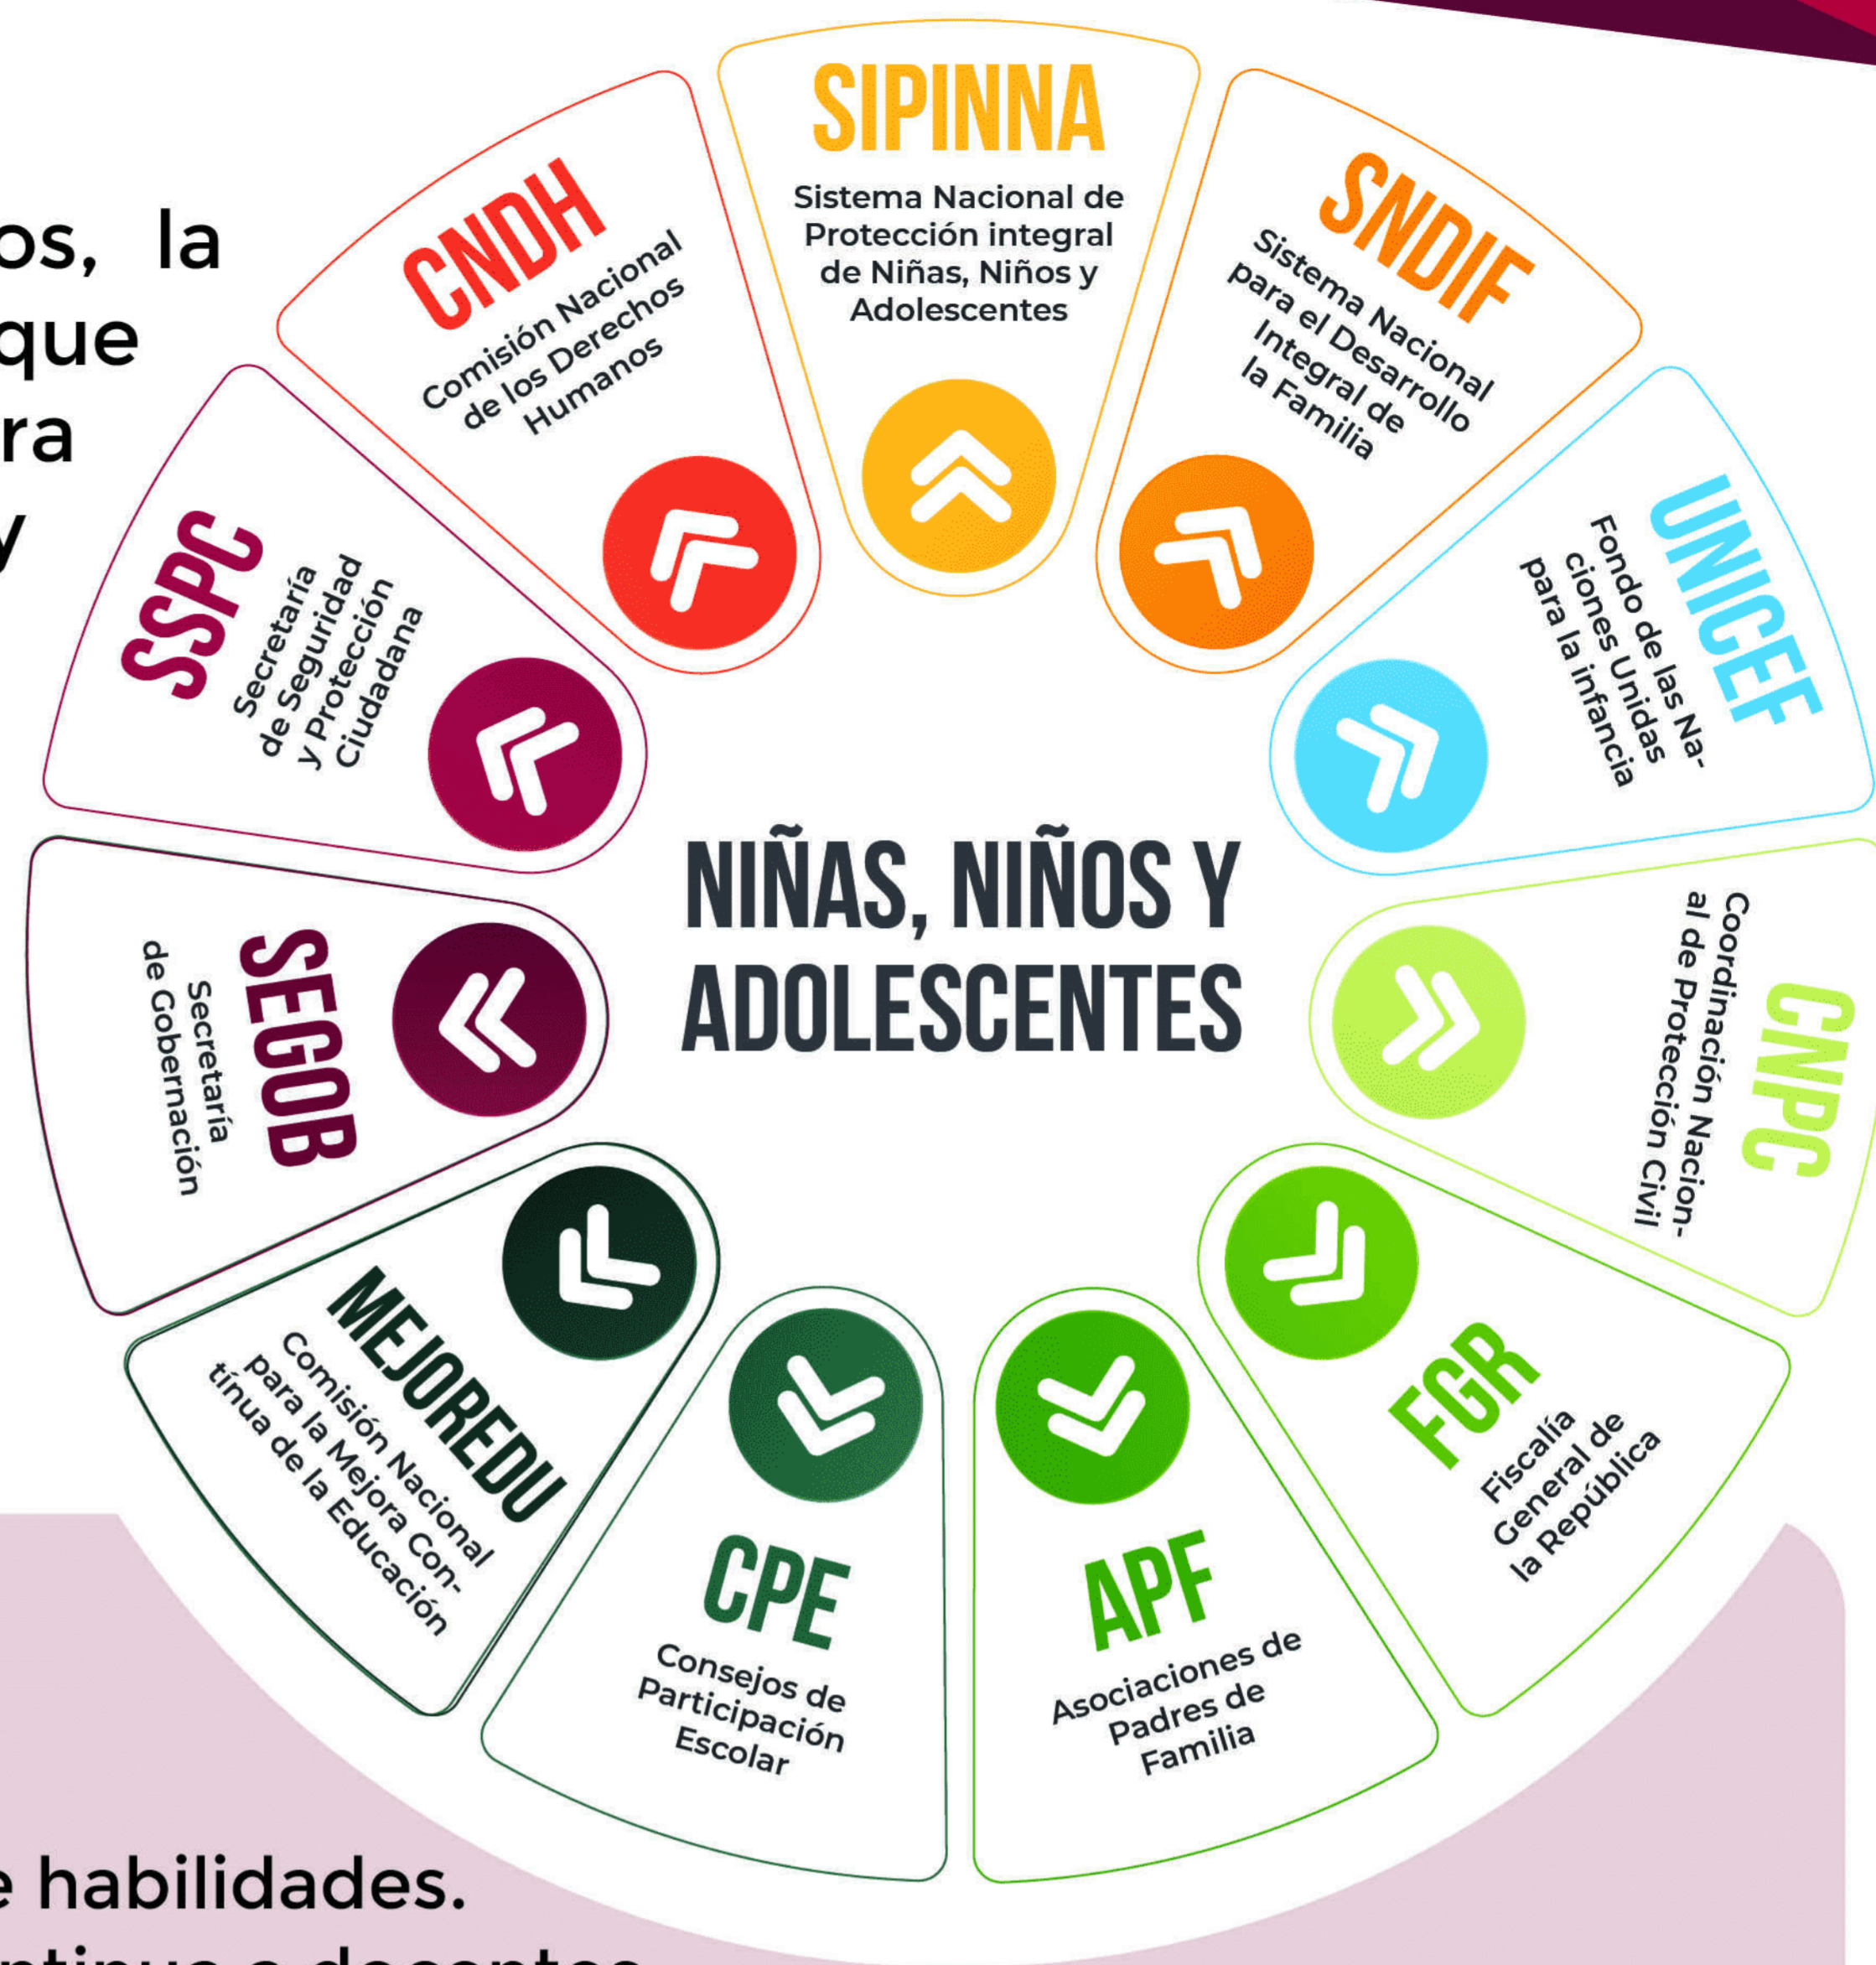 os, la
que
ra
y
SIPINNA
Sistema Nacional de
Protección integral
de Niñas, Niños y
Adolescentes
SNDIF
Sistema Nacional
para el Desarrollo
Integral de
la Familia
UNICEF
Fondo de las Na-
ciones Unidas
para la infancia
CNPC
Coordinación Nacion-
al de Protección Civil
FGR
Fiscalía
General de
la República
APF
Asociaciones de
Padres de
Familia
CPE
Consejos de
Participación
Escolar
MEJOREDU
Comisión Nacional
para la Mejora Con-
tínua de la Educación
SEGOB
Secretaría
de Gobernación
SSPC
Secretaría
de Seguridad
y Protección
Ciudadana
CNDH
Comisión Nacional
de los Derechos
Humanos
NIÑAS, NIÑOS Y
ADOLESCENTES
e habilidades.